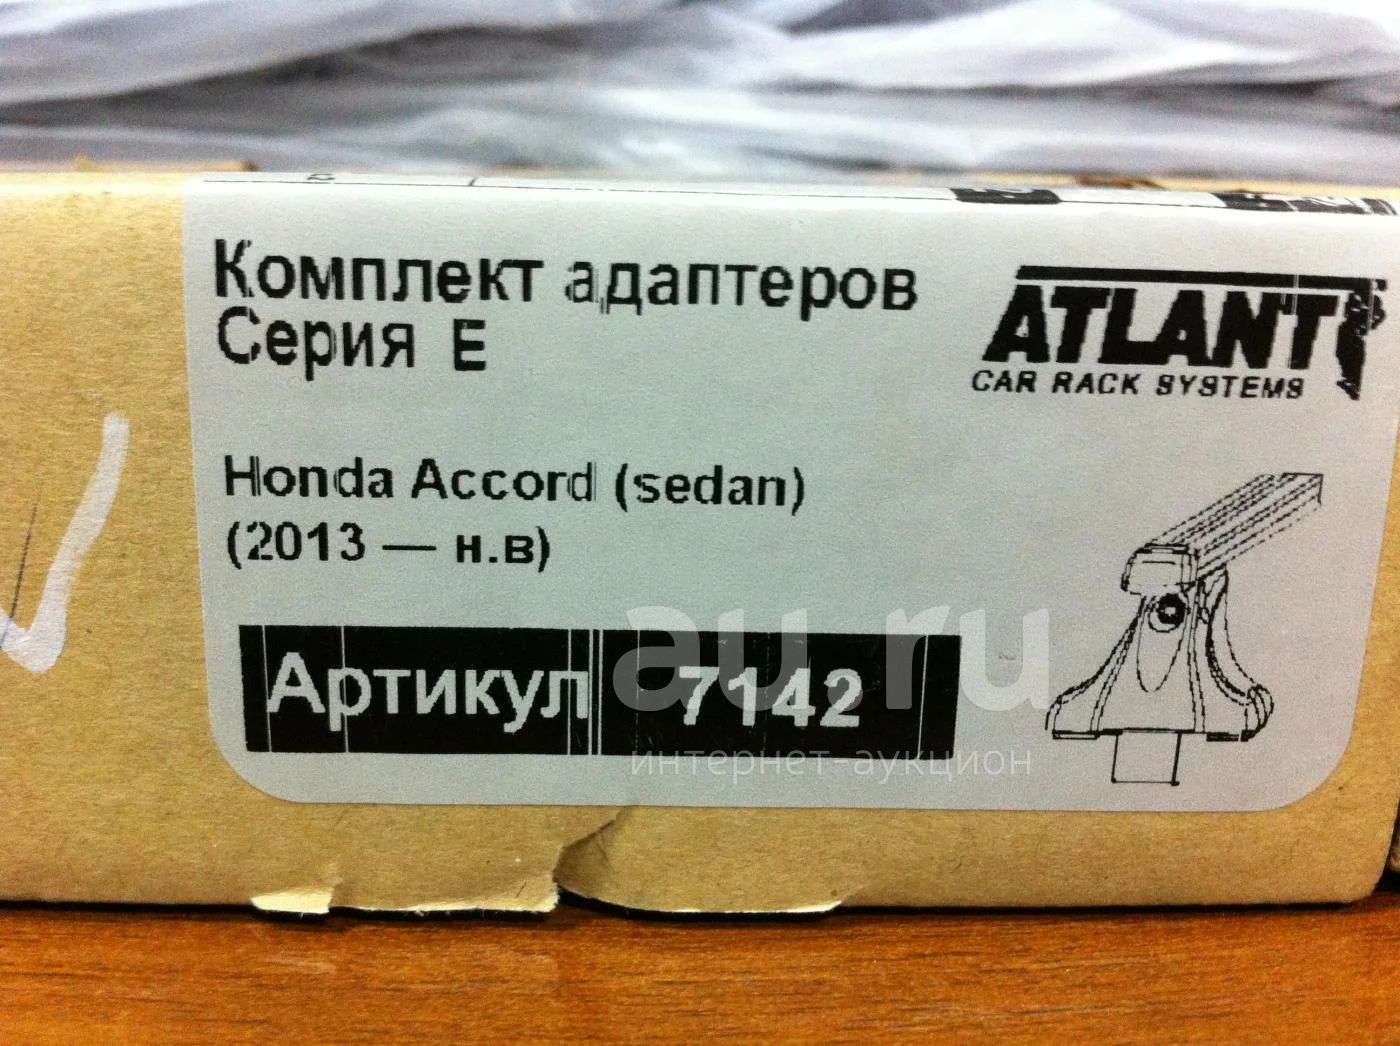 Комплект адаптеров
Серия Е
ATLANT
CAR RACK SYSTEMS
Honda Accord (sedan)
(2013 — н.в)
Артикул 7142
au.ru
интернет-аукцион